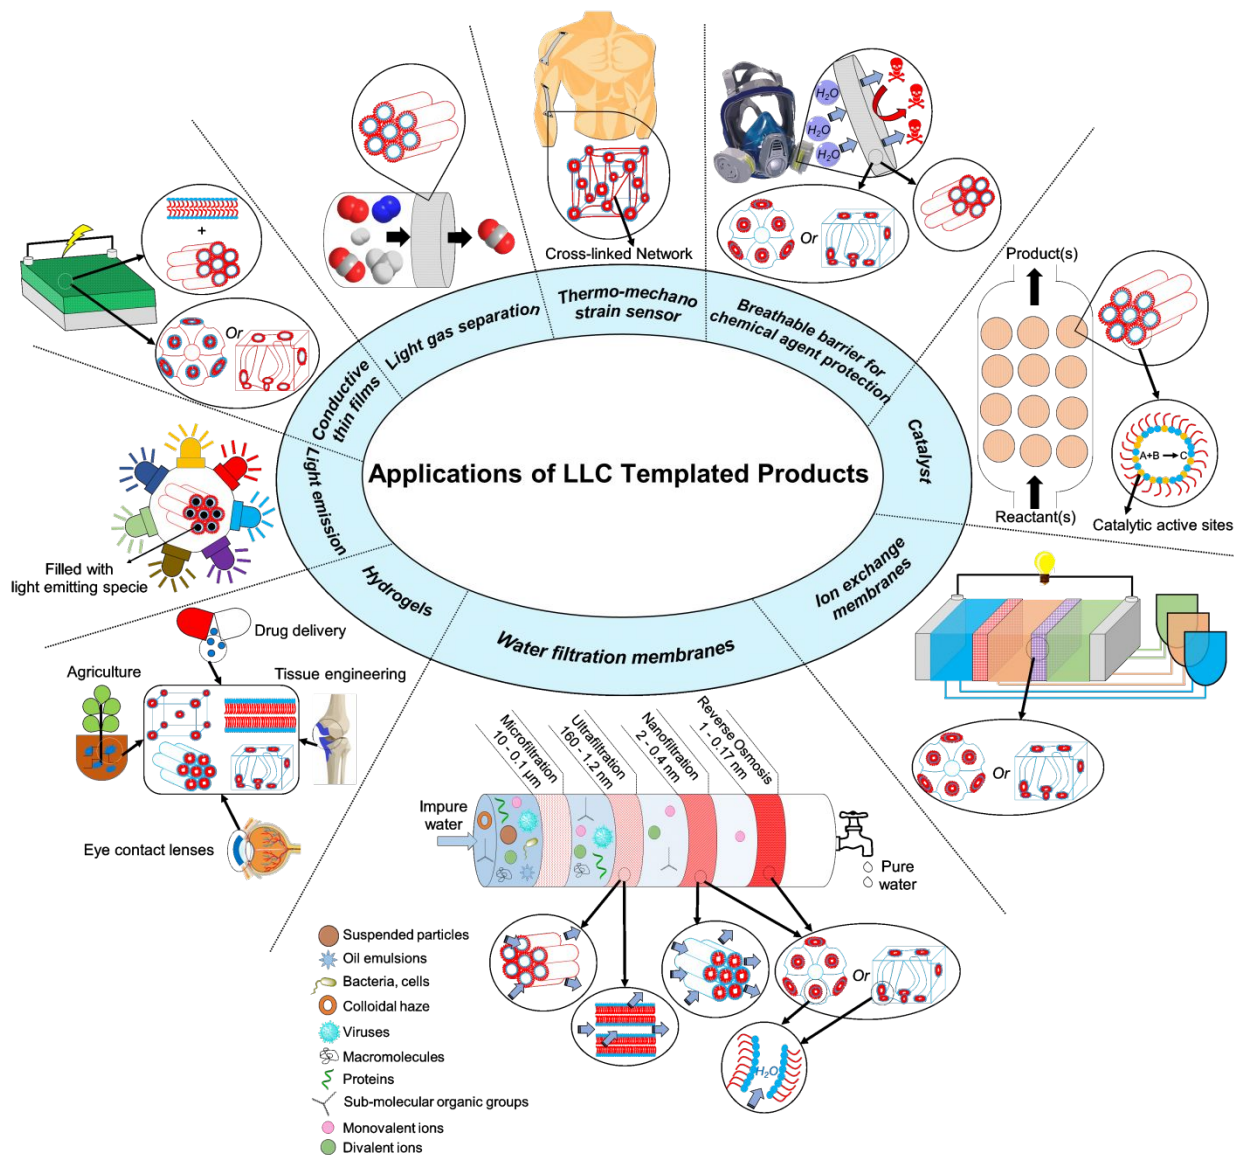 H₂O
H₂O
H₂O
Or
Cross-linked Network
Product(s)
+
Or
Light gas separation
Thermo-mechano
strain sensor
Breathable barrier for
chemical agent protection
Conductive
thin films
Catalyst
A+B → C
Reactant(s)
Catalytic active sites
Applications of LLC Templated Products
Light emission
Filled with
light emitting specie
Hydrogels
Water filtration membranes
Ion exchange
membranes
Drug delivery
Agriculture
Tissue engineering
Eye contact lenses
Or
Microfiltration
10 - 0.1 μm
Ultrafiltration
160 - 1.2 nm
Nanofiltration
2 - 0.4 nm
Reverse Osmosis
1 - 0.17 nm
Impure
water
Pure
water
Or
H₂O
Suspended particles
Oil emulsions
Bacteria, cells
Colloidal haze
Viruses
Macromolecules
Proteins
Sub-molecular organic groups
Monovalent ions
Divalent ions